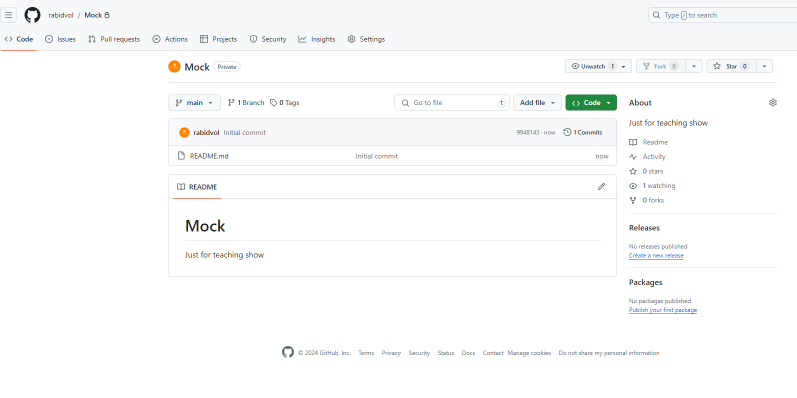 rabidvol / Mock
Type / to search
Code Issues Pull requests Actions Projects Security Insights Settings
Mock Private
Unwatch 1 Fork 0 Star 0
main 1 Branch 0 Tags Go to file t Add file Code
rabidvol Initial commit 9948143 · now 1 Commits
README.md Initial commit now
README
Mock
Just for teaching show
About
Just for teaching show
Readme
Activity
0 stars
1 watching
0 forks
Releases
No releases published
Create a new release
Packages
No packages published
Publish your first package
© 2024 GitHub, Inc. Terms Privacy Security Status Docs Contact Manage cookies Do not share my personal information